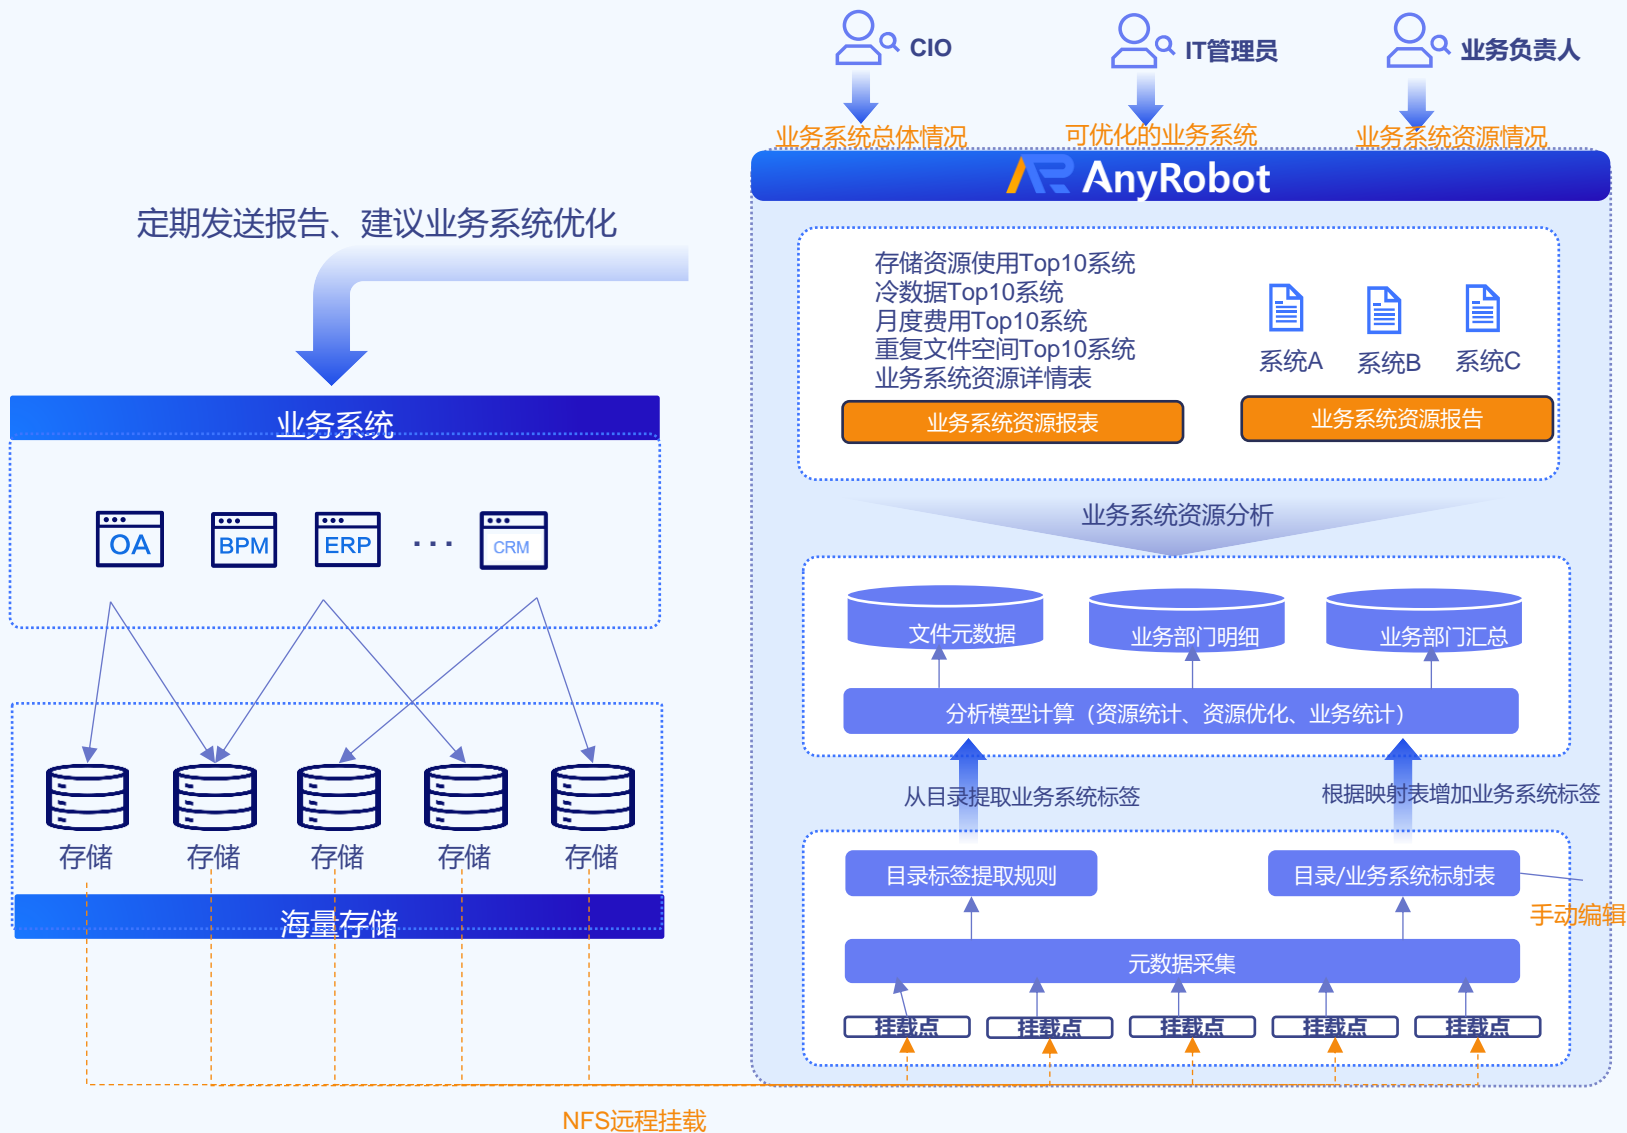 CIO
IT管理员
业务负责人
业务系统总体情况
可优化的业务系统
业务系统资源情况
AnyRobot
定期发送报告、建议业务系统优化
存储资源使用Top10系统
冷数据Top10系统
月度费用Top10系统
重复文件空间Top10系统
业务系统资源详情表
系统A
系统B
系统C
业务系统资源报表
业务系统资源报告
业务系统
OA
BPM
ERP
...
CRM
业务系统资源分析
文件元数据
业务部门明细
业务部门汇总
分析模型计算（资源统计、资源优化、业务统计）
从目录提取业务系统标签
根据映射表增加业务系统标签
存储
存储
存储
存储
存储
海量存储
目录标签提取规则
目录/业务系统标射表
手动编辑
元数据采集
挂载点
挂载点
挂载点
挂载点
挂载点
NFS远程挂载